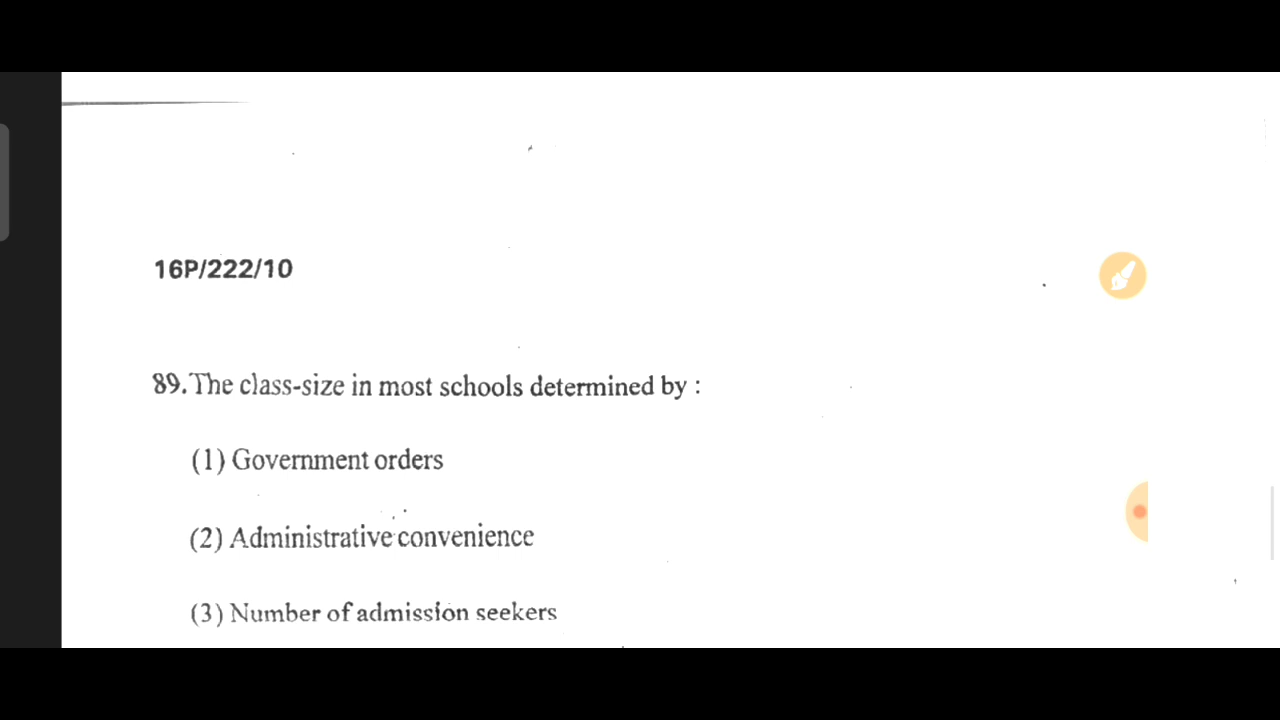 16P/222/10
89.The class-size in most schools determined by :
(1) Government orders
(2) Administrative convenience
(3) Number of admission seekers